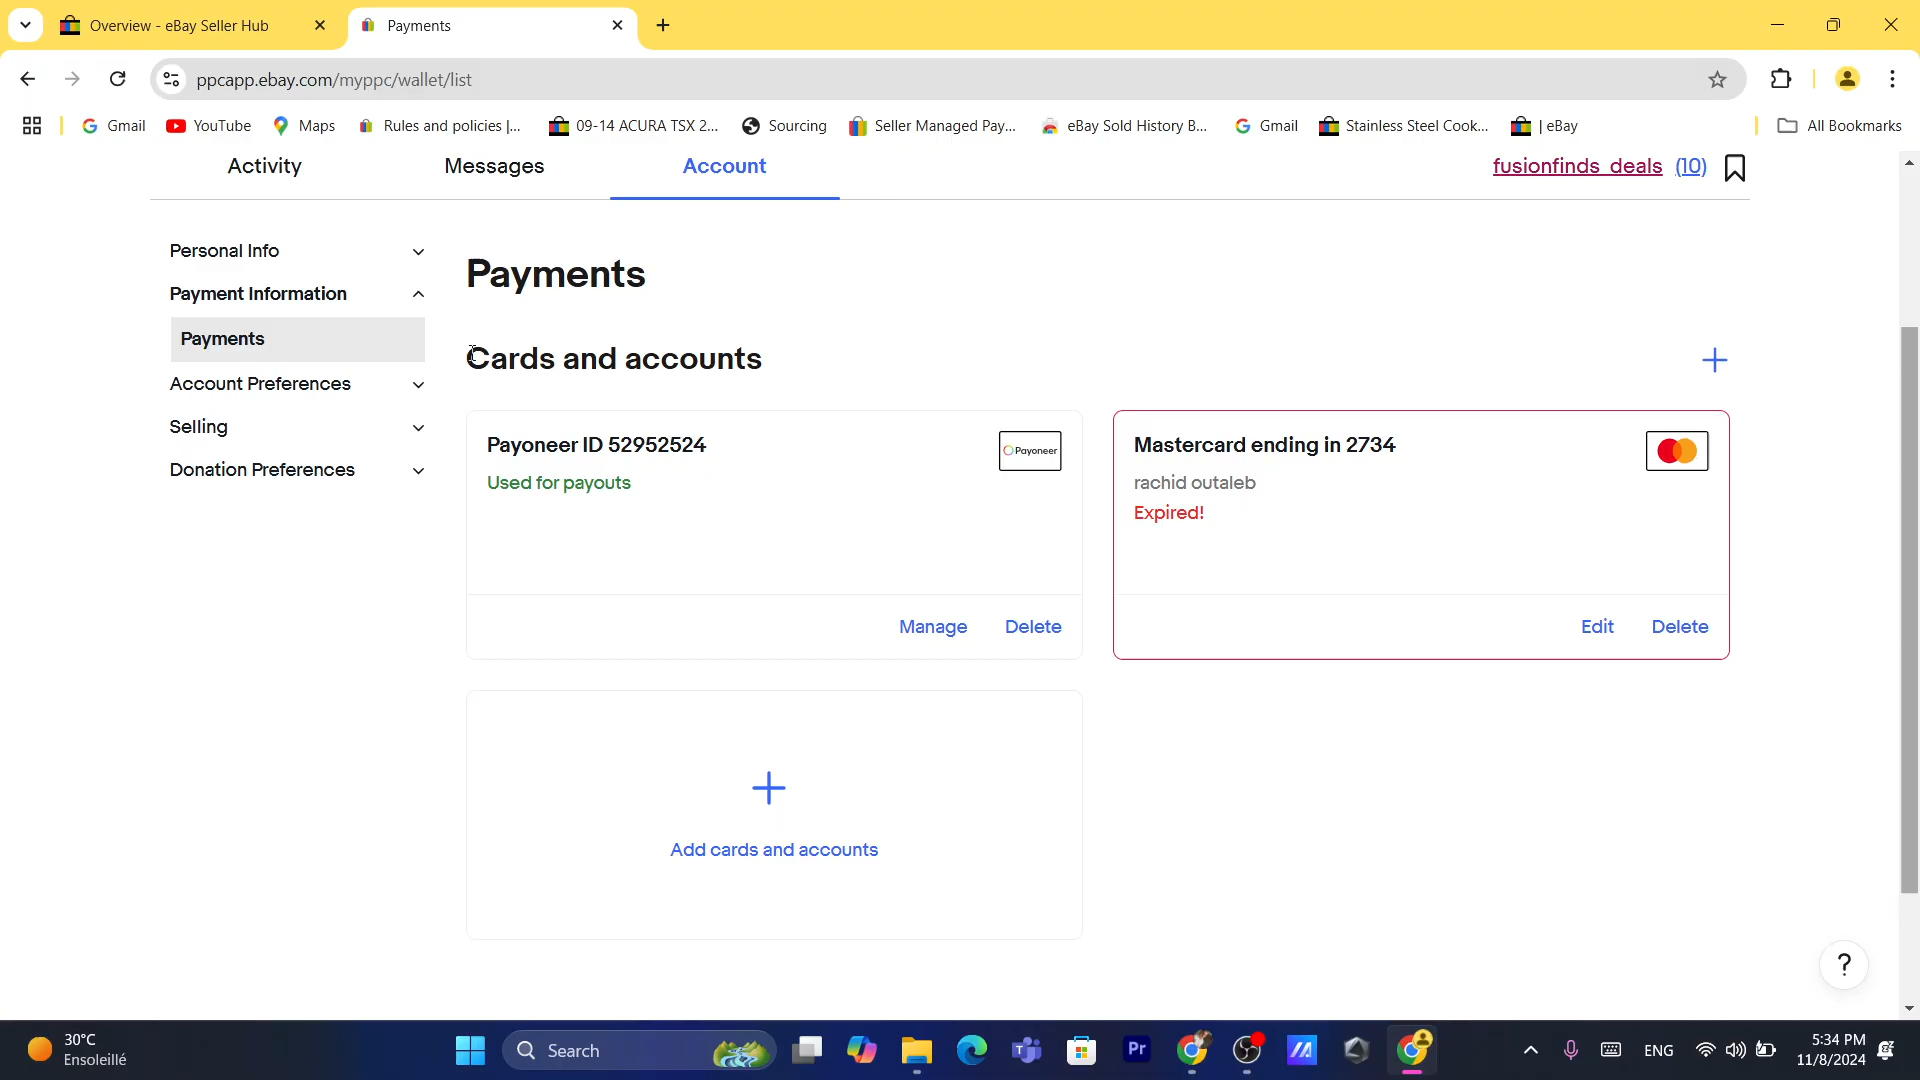 Overview - eBay Seller Hub
Payments
ppcapp.ebay.com/myppc/wallet/list
Gmail
YouTube
Maps
Rules and policies |...
09-14 ACURA TSX 2...
Sourcing
Seller Managed Pay...
eBay Sold History B...
Gmail
Stainless Steel Cook...
| eBay
All Bookmarks
Activity
Messages
Account
fusionfinds_deals (10)
Personal Info
Payment Information
Payments
Account Preferences
Selling
Donation Preferences
Payments
Cards and accounts
Payoneer ID 52952524
Payoneer
Used for payouts
Manage
Delete
Mastercard ending in 2734
rachid outaleb
Expired!
Edit
Delete
Add cards and accounts
?
30°C
Ensoleillé
Search
Pr
ENG
5:34 PM
11/8/2024